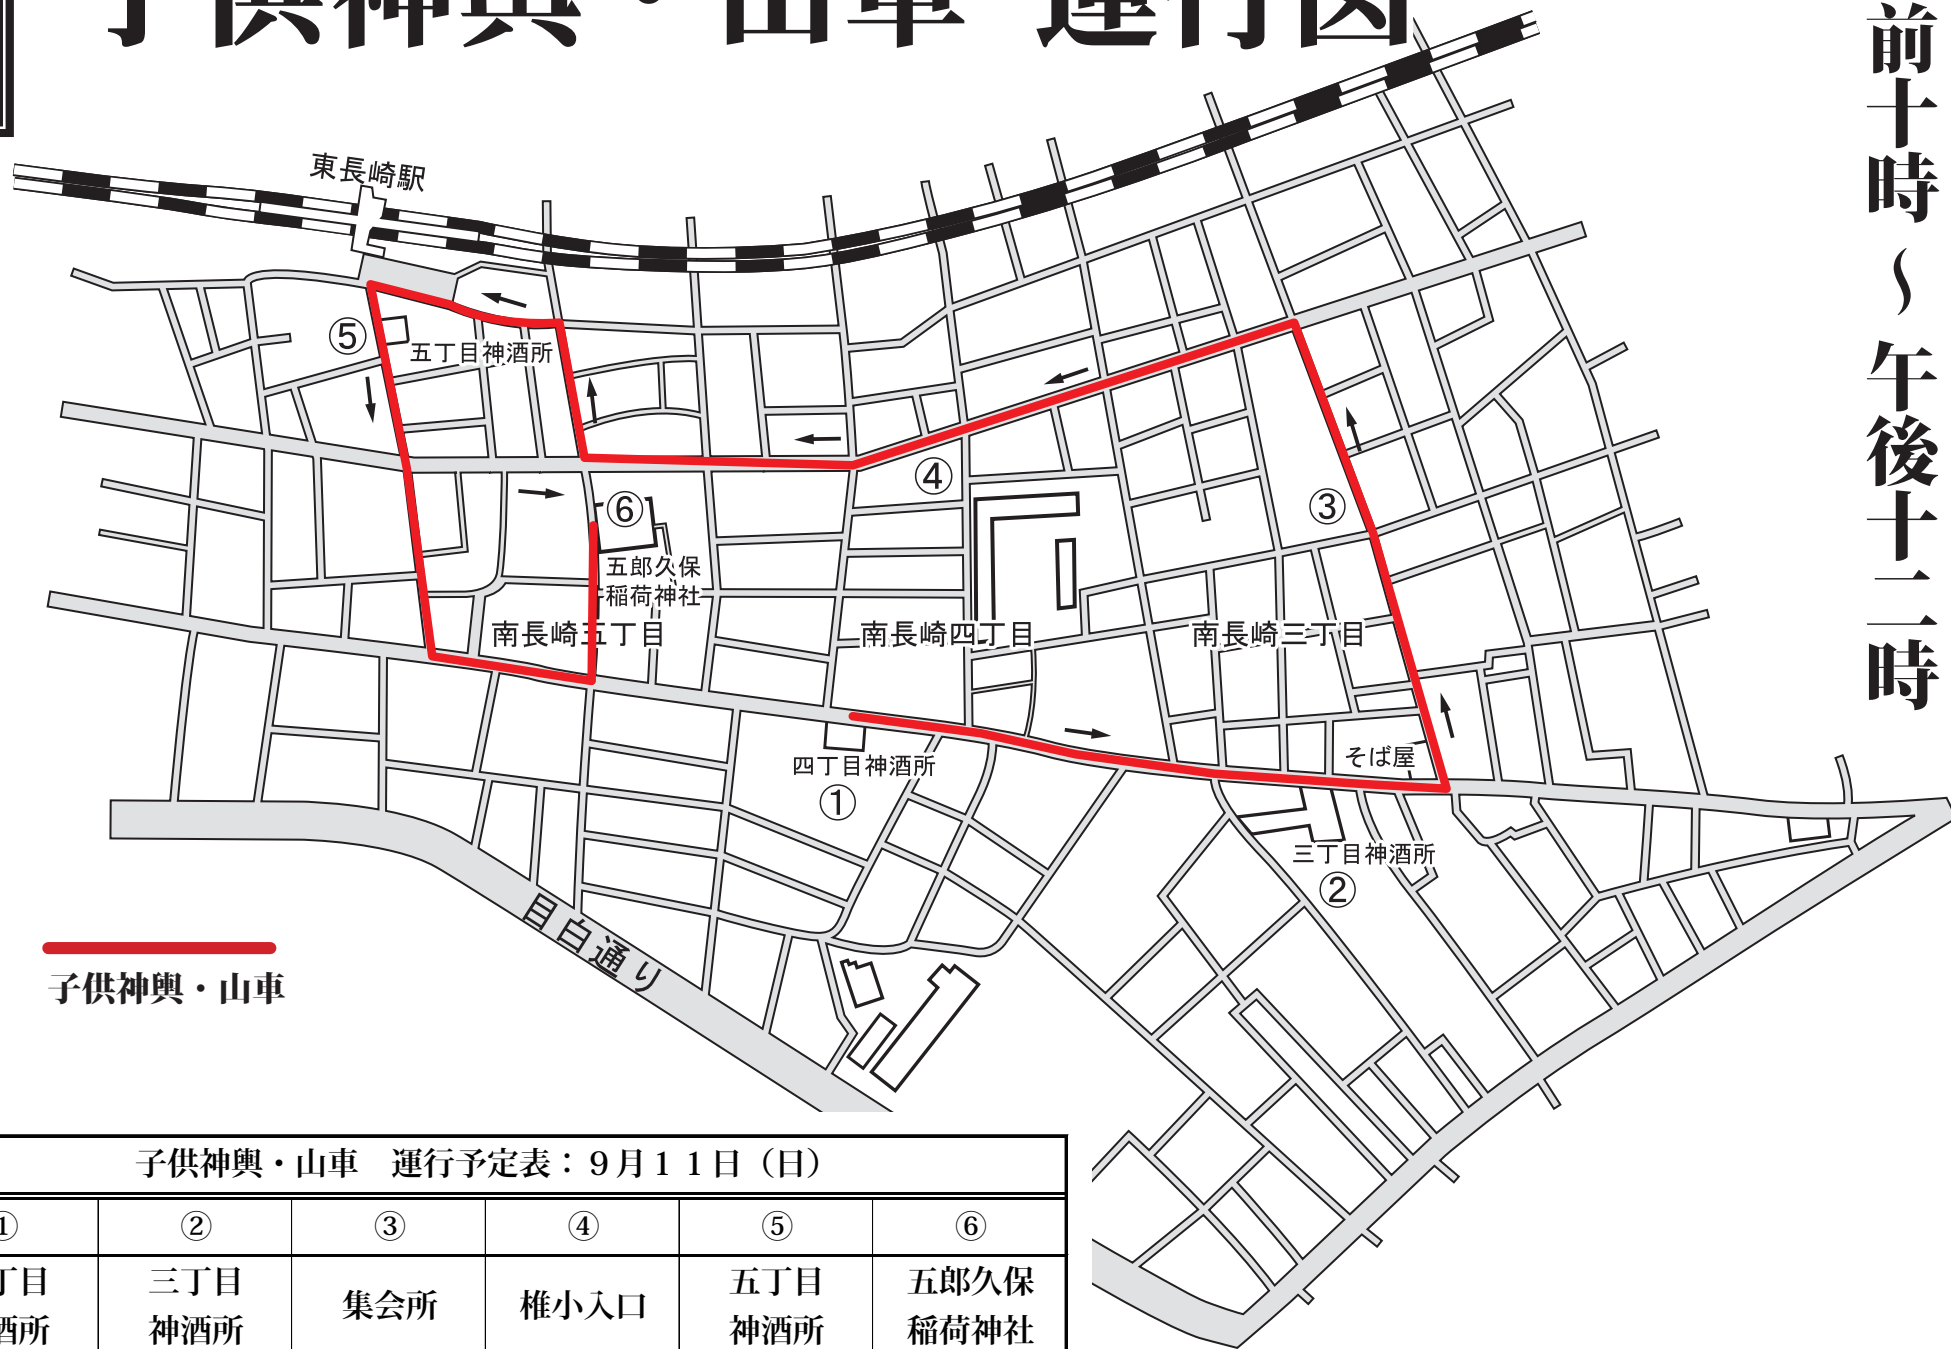 子供神輿・山車 運行図
前十時～午後十二時
東長崎駅
⑤
五丁目神酒所
④
③
⑥
五郎久保
稲荷神社
南長崎五丁目
南長崎四丁目
南長崎三丁目
そば屋
四丁目神酒所
①
三丁目神酒所
②
目白通り
子供神輿・山車
子供神輿・山車　運行予定表：９月１１日（日）
① ② ③ ④ ⑤ ⑥
丁目
酒所
三丁目
神酒所
集会所
椎小入口
五丁目
神酒所
五郎久保
稲荷神社